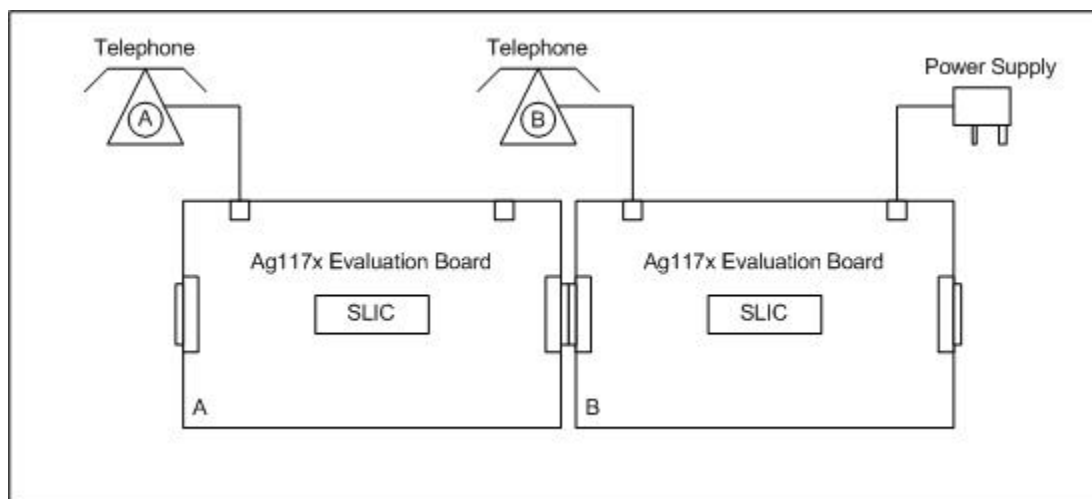 Telephone
Telephone
Power Supply
A
B
Ag117x Evaluation Board
Ag117x Evaluation Board
SLIC
SLIC
A
B